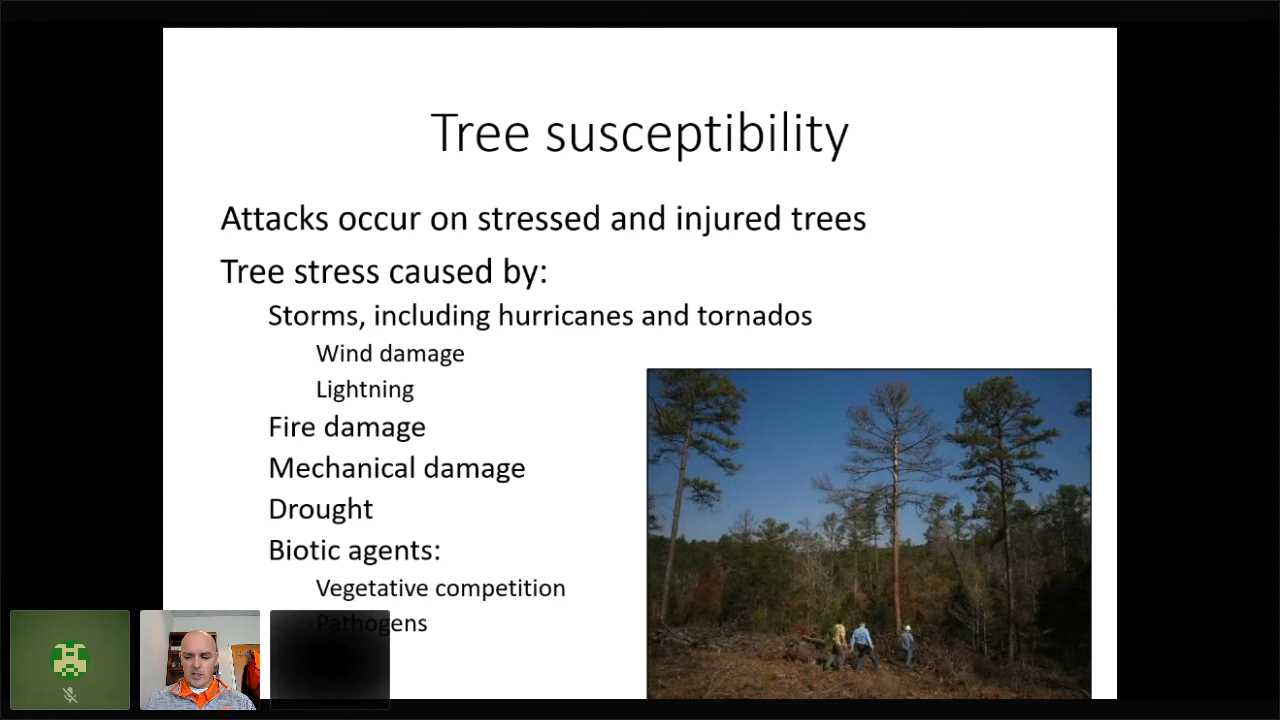 Tree susceptibility
Attacks occur on stressed and injured trees
Tree stress caused by:
Storms, including hurricanes and tornados
Wind damage
Lightning
Fire damage
Mechanical damage
Drought
Biotic agents:
Vegetative competition
Pathogens